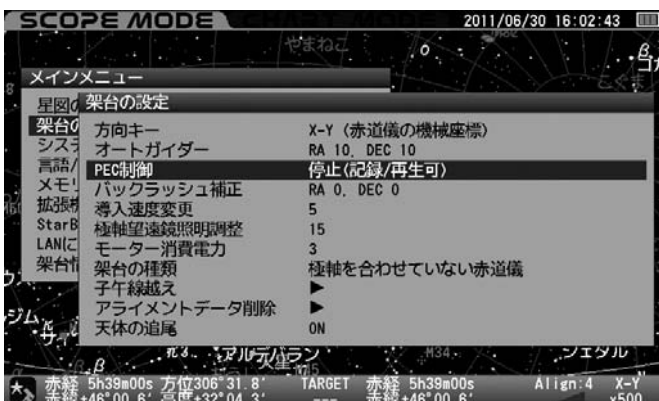 SCOPE MODE CHART MODE 2011/06/30 16:02:43
やまねこ
ο
β
メインメニュー
架台の設定
星図の
架台の
システ
言語/
メモリ
拡張機
StarB
LANに
架台情
方向キー X-Y (赤道儀の機械座標)
オートガイダー RA 10, DEC 10
PEC制御 停止(記録/再生可)
バックラッシュ補正 RA 0, DEC 0
導入速度変更 5
極軸望遠鏡照明調整 15
モーター消費電力 3
架台の種類 極軸を合わせていない赤道儀
子午線越え ▶
アライメントデータ削除 ▶
天体の追尾 ON
アルデバラン M34 シェダル
β
赤経 5h39m00s 方位306°31.8' TARGET 赤経 5h39m00s Align:4 X-Y
赤緯+46°00.6' 高度+32°04.3' --- 赤緯+46°00.6' x500